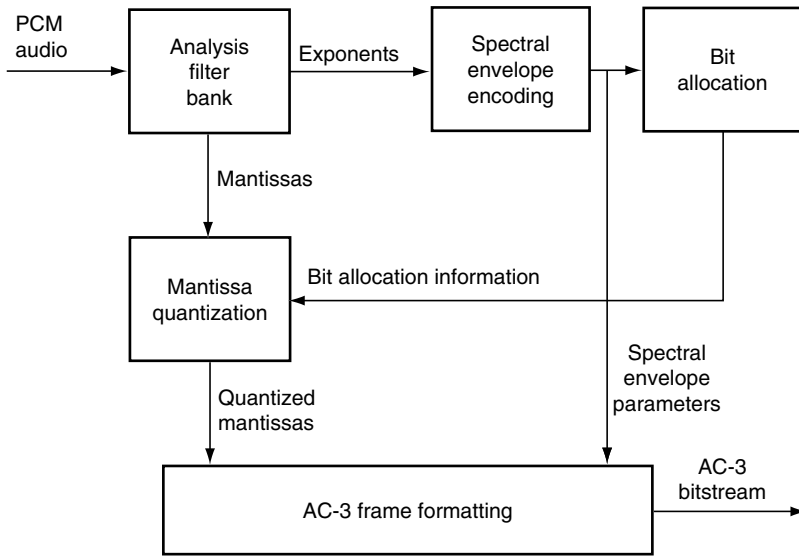 PCM
audio
Analysis
filter
bank
Exponents
Spectral
envelope
encoding
Bit
allocation
Mantissas
Mantissa
quantization
Bit allocation information
Quantized
mantissas
Spectral
envelope
parameters
AC-3 frame formatting
AC-3
bitstream